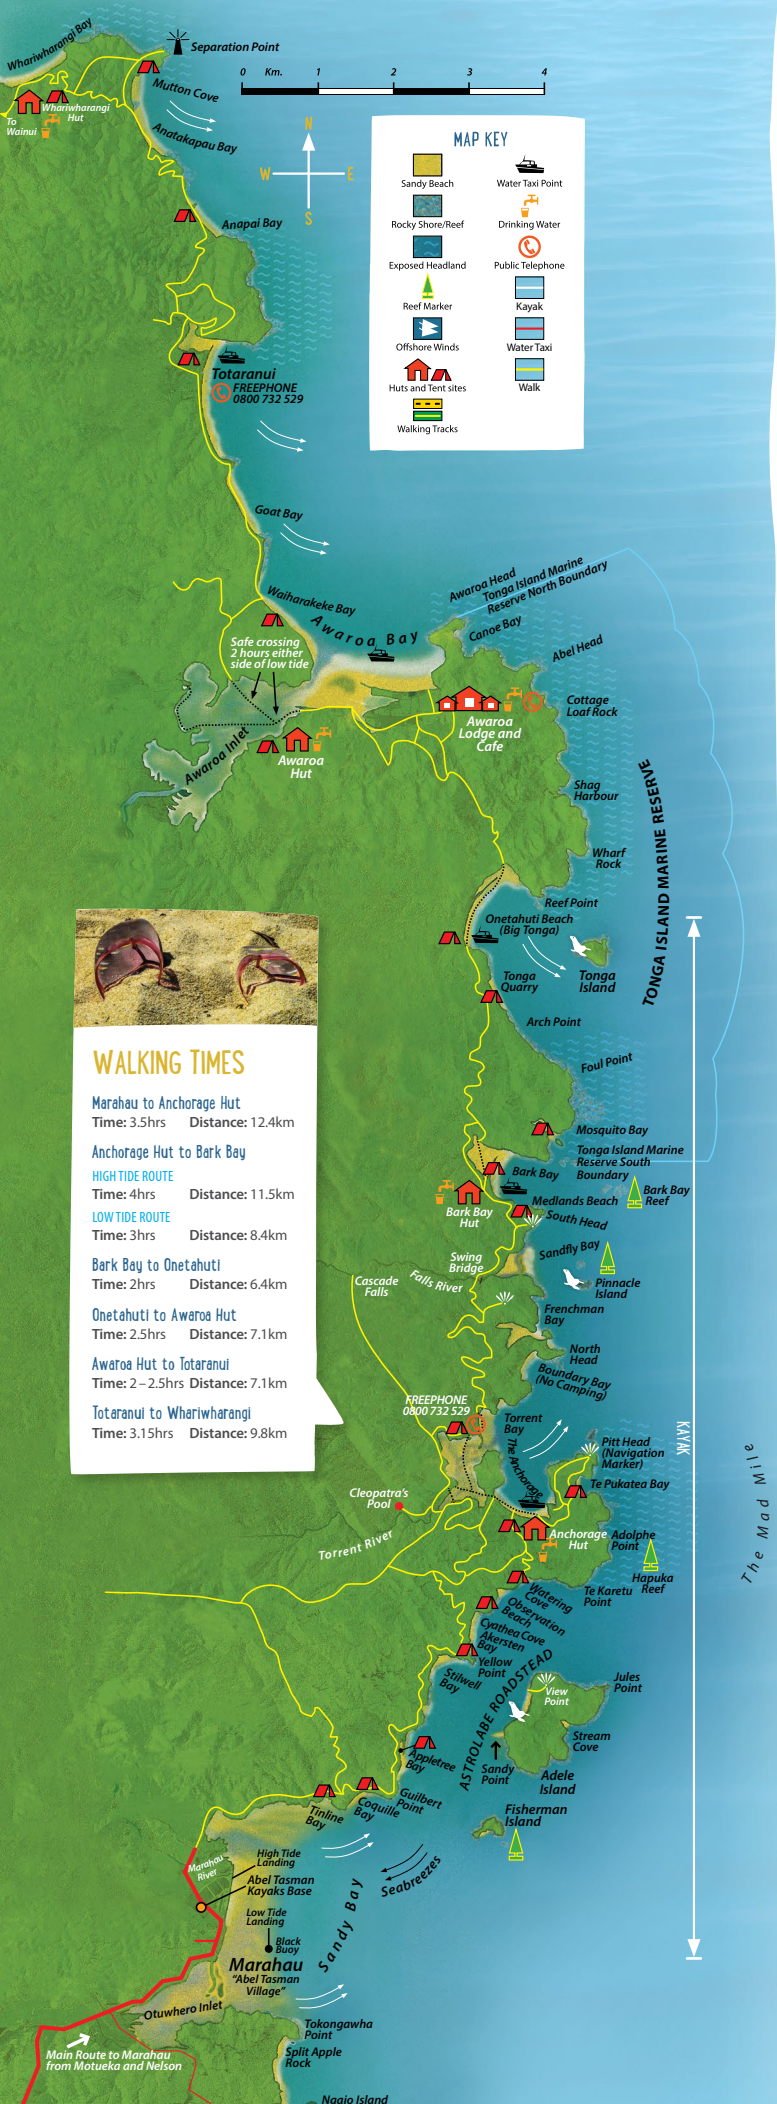 Whariwharangi Bay
Separation Point
Mutton Cove
Whariwharangi
Hut
To
Wainui
Anatakapau Bay
0 Km. 1 2 3 4
N
W E
S
MAP KEY
Sandy Beach
Water Taxi Point
Rocky Shore/Reef
Drinking Water
Exposed Headland
Public Telephone
Reef Marker
Kayak
Offshore Winds
Water Taxi
Huts and Tent sites
Walk
Walking Tracks
Anapai Bay
Totaranui
FREEPHONE
0800 732 529
Goat Bay
Waiharakeke Bay
Awaroa Bay
Awaroa Head
Tonga Island Marine
Reserve North Boundary
Canoe Bay
Abel Head
Safe crossing
2 hours either
side of low tide
Cottage
Loaf Rock
Awaroa
Lodge and
Cafe
Awaroa Inlet
Awaroa
Hut
Shag
Harbour
TONGA ISLAND MARINE RESERVE
Wharf
Rock
Reef Point
Onetahuti Beach
(Big Tonga)
Tonga
Island
Tonga
Quarry
Arch Point
Foul Point
Mosquito Bay
Tonga Island Marine
Reserve South
Boundary
Bark Bay
Bark Bay
Reef
Medlands Beach
Bark Bay
Hut
South Head
Swing
Bridge
Sandfly Bay
Cascade
Falls
Falls River
Pinnacle
Island
Frenchman
Bay
North
Head
Boundary Bay
(No Camping)
WALKING TIMES
Marahau to Anchorage Hut
Time: 3.5hrs Distance: 12.4km
Anchorage Hut to Bark Bay
HIGH TIDE ROUTE
Time: 4hrs Distance: 11.5km
LOW TIDE ROUTE
Time: 3hrs Distance: 8.4km
Bark Bay to Onetahuti
Time: 2hrs Distance: 6.4km
Onetahuti to Awaroa Hut
Time: 2.5hrs Distance: 7.1km
Awaroa Hut to Totaranui
Time: 2–2.5hrs Distance: 7.1km
Totaranui to Whariwharangi
Time: 3.15hrs Distance: 9.8km
FREEPHONE
0800 732 529
Torrent
Bay
The Anchorage
Pitt Head
(Navigation
Marker)
KAYAK
The Mad Mile
Te Pukatea Bay
Cleopatra's
Pool
Torrent River
Anchorage
Hut
Adolphe
Point
Hapuka
Reef
Te Karetu
Point
Watering
Cove
Observation
Beach
Cyathea Cove
Akersten
Bay
Yellow
Point
Stilwell
Bay
ASTROLABE ROADSTEAD
View
Point
Jules
Point
Stream
Cove
Sandy
Point
Adele
Island
Appletree
Bay
Guilbert
Point
Coquille
Bay
Tinline
Bay
Fisherman
Island
Marahau
River
High Tide
Landing
Abel Tasman
Kayaks Base
Seabreezes
Low Tide
Landing
Black
Buoy
Sandy Bay
Marahau
"Abel Tasman
Village"
Otuwhero Inlet
Tokongawha
Point
Main Route to Marahau
from Motueka and Nelson
Split Apple
Rock
Ngaio Island